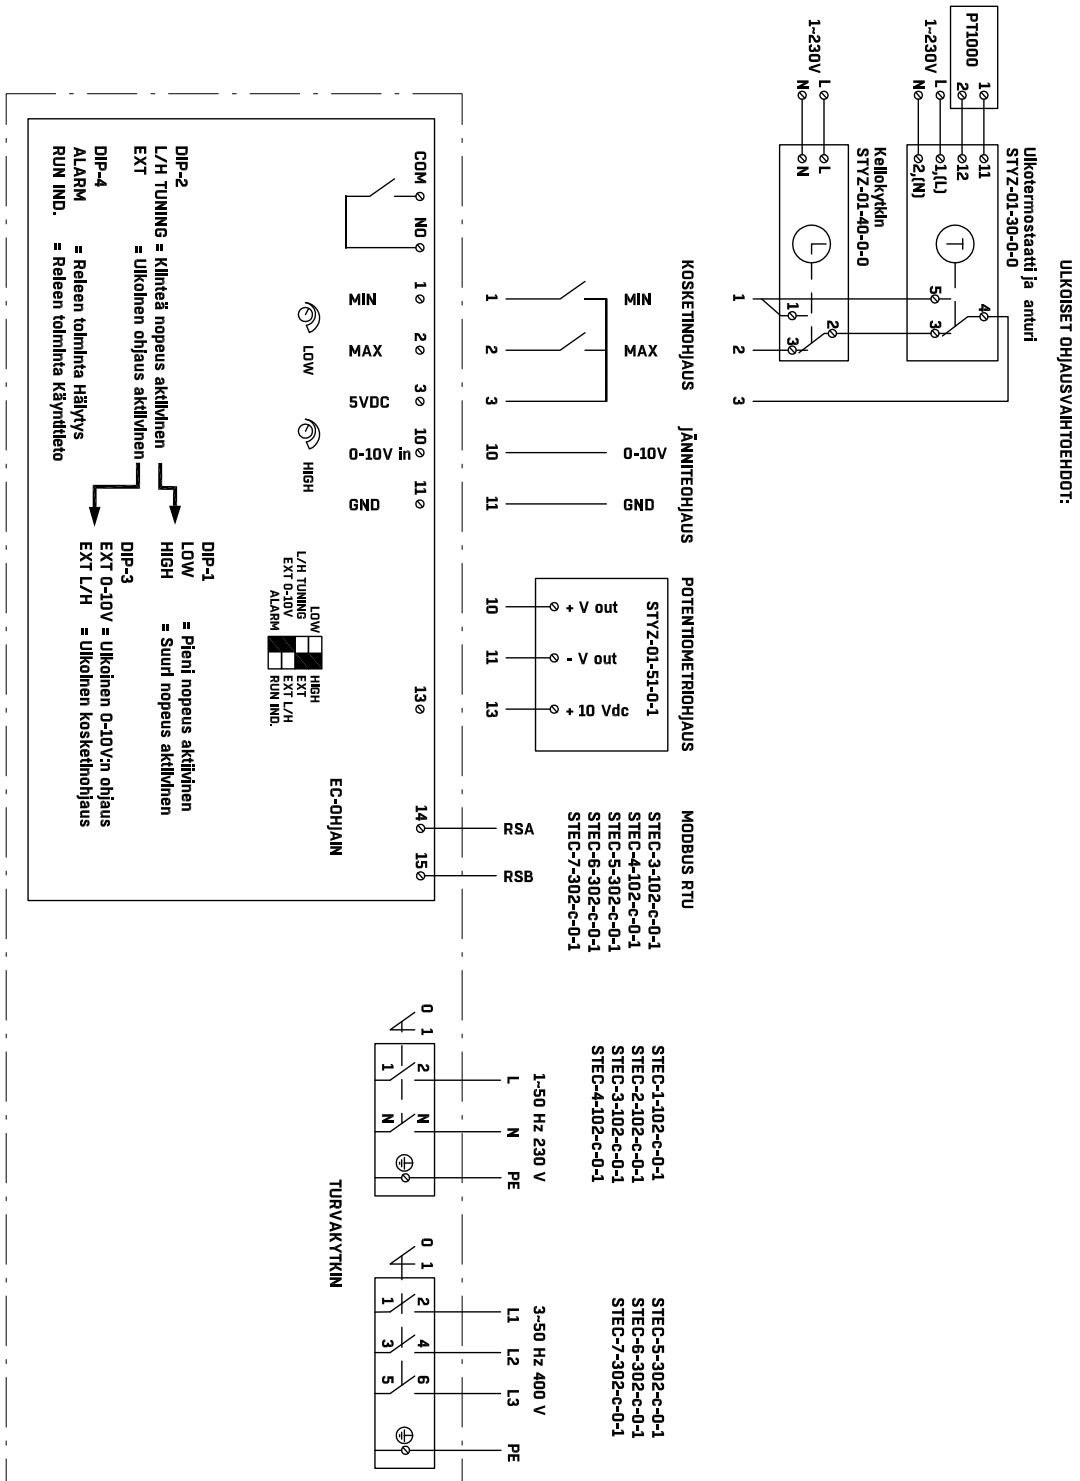 ULKOISET OHJAUSVAIHTOEHDOT:
Ulkotermostaatti ja anturi
STYZ-01-30-0-0
PT1000
1
2
11
12
1~230V
L
N
1,(L)
2,(N)
T
5
4
3
Kellokytkin
STYZ-01-40-0-0
1~230V
L
N
L
N
L
1
3
2
1
2
3
KOSKETINOHJAUS
JÄNNITEOHJAUS
POTENTIOMETRIOHJAUS
MODBUS RTU
MIN
MAX
0-10V
GND
STYZ-01-51-0-1
+ V out
- V out
+ 10 Vdc
STEC-3-102-c-0-1
STEC-4-102-c-0-1
STEC-5-302-c-0-1
STEC-6-302-c-0-1
STEC-7-302-c-0-1
STEC-1-102-c-0-1
STEC-2-102-c-0-1
STEC-3-102-c-0-1
STEC-4-102-c-0-1
STEC-5-302-c-0-1
STEC-6-302-c-0-1
STEC-7-302-c-0-1
1
2
3
10
11
10
11
13
RSA
RSB
1~50 Hz 230 V
L
N
PE
3~50 Hz 400 V
L1
L2
L3
PE
COM
NO
1
2
3
10
11
13
14
15
MIN
MAX
5VDC
0-10V in
GND
0 1
2
N
1
N
0 1
2
4
6
1
3
5
LOW
HIGH
LOW
L/H TUNING
EXT 0-10V
ALARM
HIGH
EXT
EXT L/H
RUN IND.
EC-OHJAIN
TURVAKYTKIN
DIP-2
L/H TUNING = Kiinteä nopeus aktiivinen
EXT = Ulkoinen ohjaus aktiivinen
DIP-1
LOW = Pieni nopeus aktiivinen
HIGH = Suuri nopeus aktiivinen
DIP-4
ALARM = Releen toiminta Hälytys
RUN IND. = Releen toiminta Käyntitieto
DIP-3
EXT 0-10V = Ulkoinen 0-10V:n ohjaus
EXT L/H = Ulkoinen kosketinohjaus